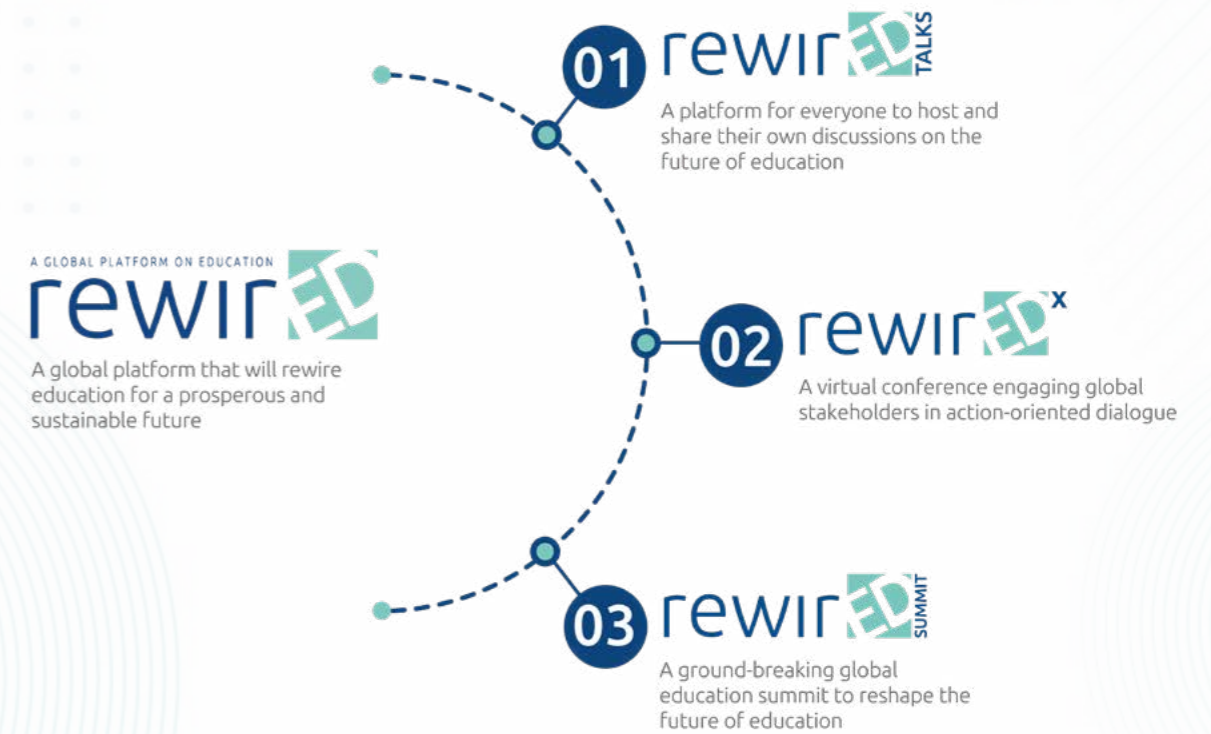 A GLOBAL PLATFORM ON EDUCATION
rewirED
A global platform that will rewire
education for a prosperous and
sustainable future
01
rewirED TALKS
A platform for everyone to host and
share their own discussions on the
future of education
02
rewirED X
A virtual conference engaging global
stakeholders in action-oriented dialogue
03
rewirED SUMMIT
A ground-breaking global
education summit to reshape the
future of education